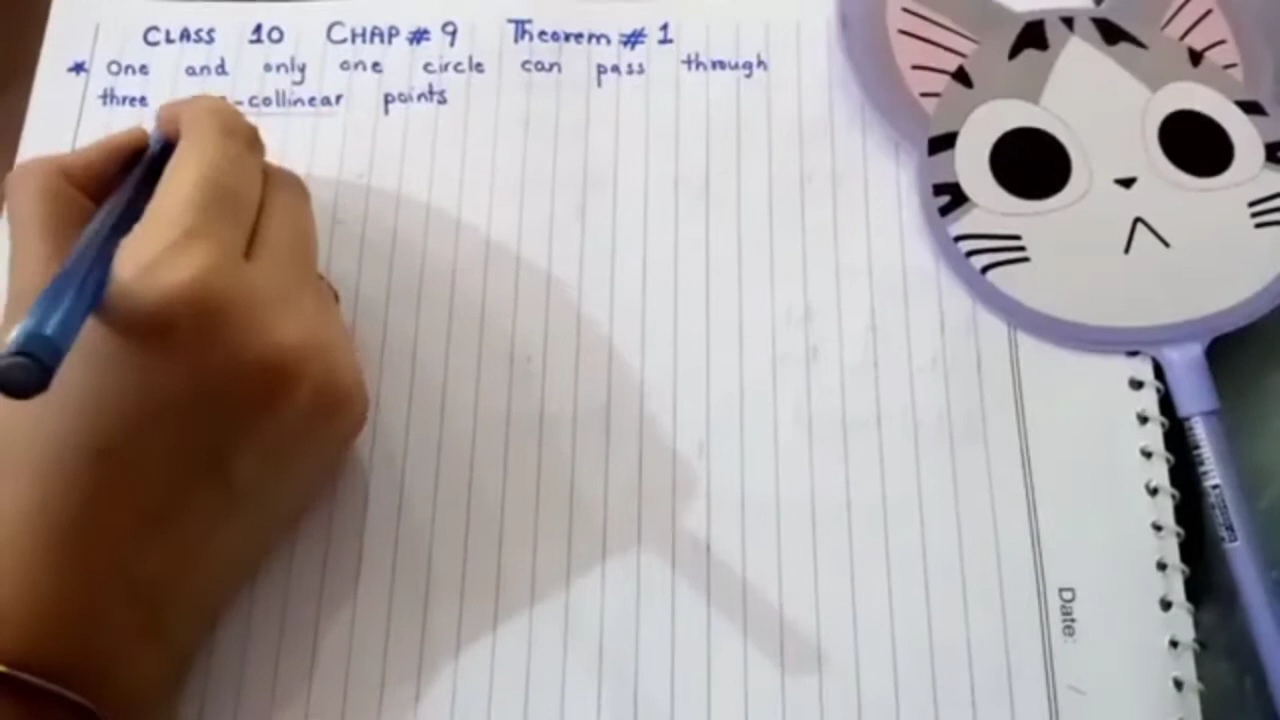 CLASS 10 CHAP # 9 Theorem # 1
* One and only one circle can pass through
three -collinear points
Date: /